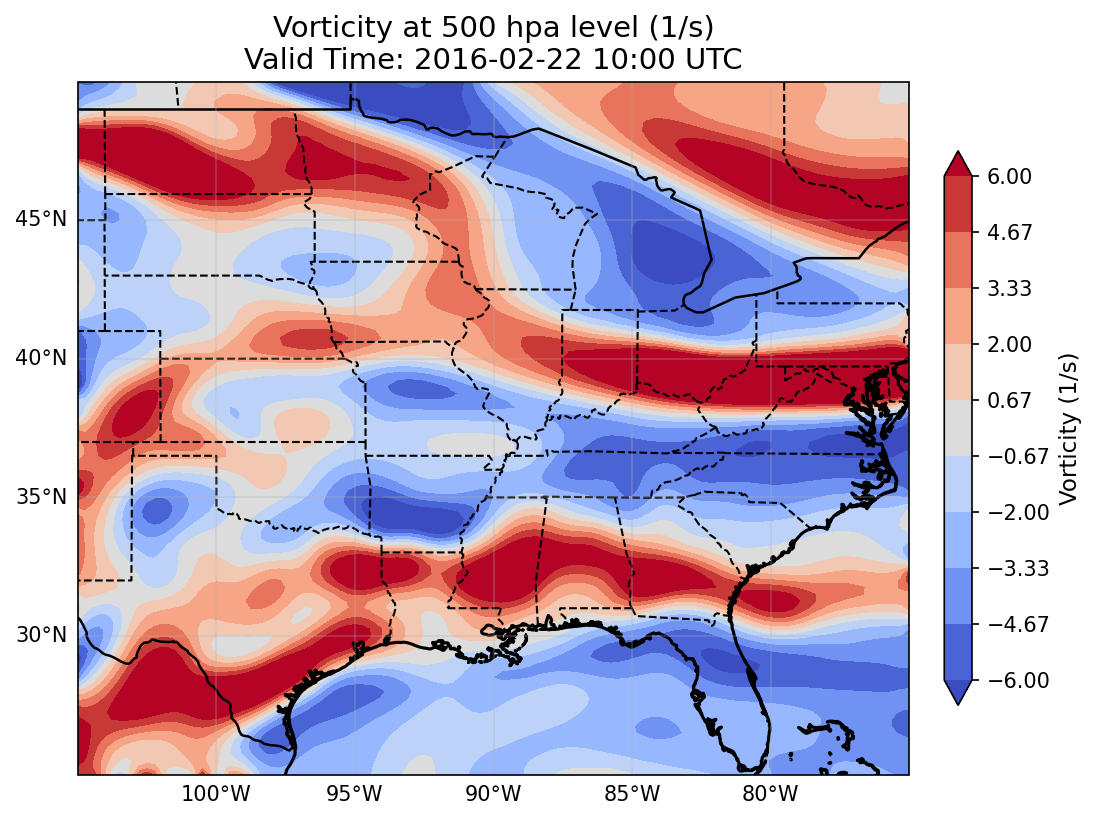 Vorticity at 500 hpa level (1/s)
Valid Time: 2016-02-22 10:00 UTC
45°N
40°N
35°N
30°N
100°W
95°W
90°W
85°W
80°W
6.00
4.67
3.33
2.00
0.67
−0.67
−2.00
−3.33
−4.67
−6.00
Vorticity (1/s)